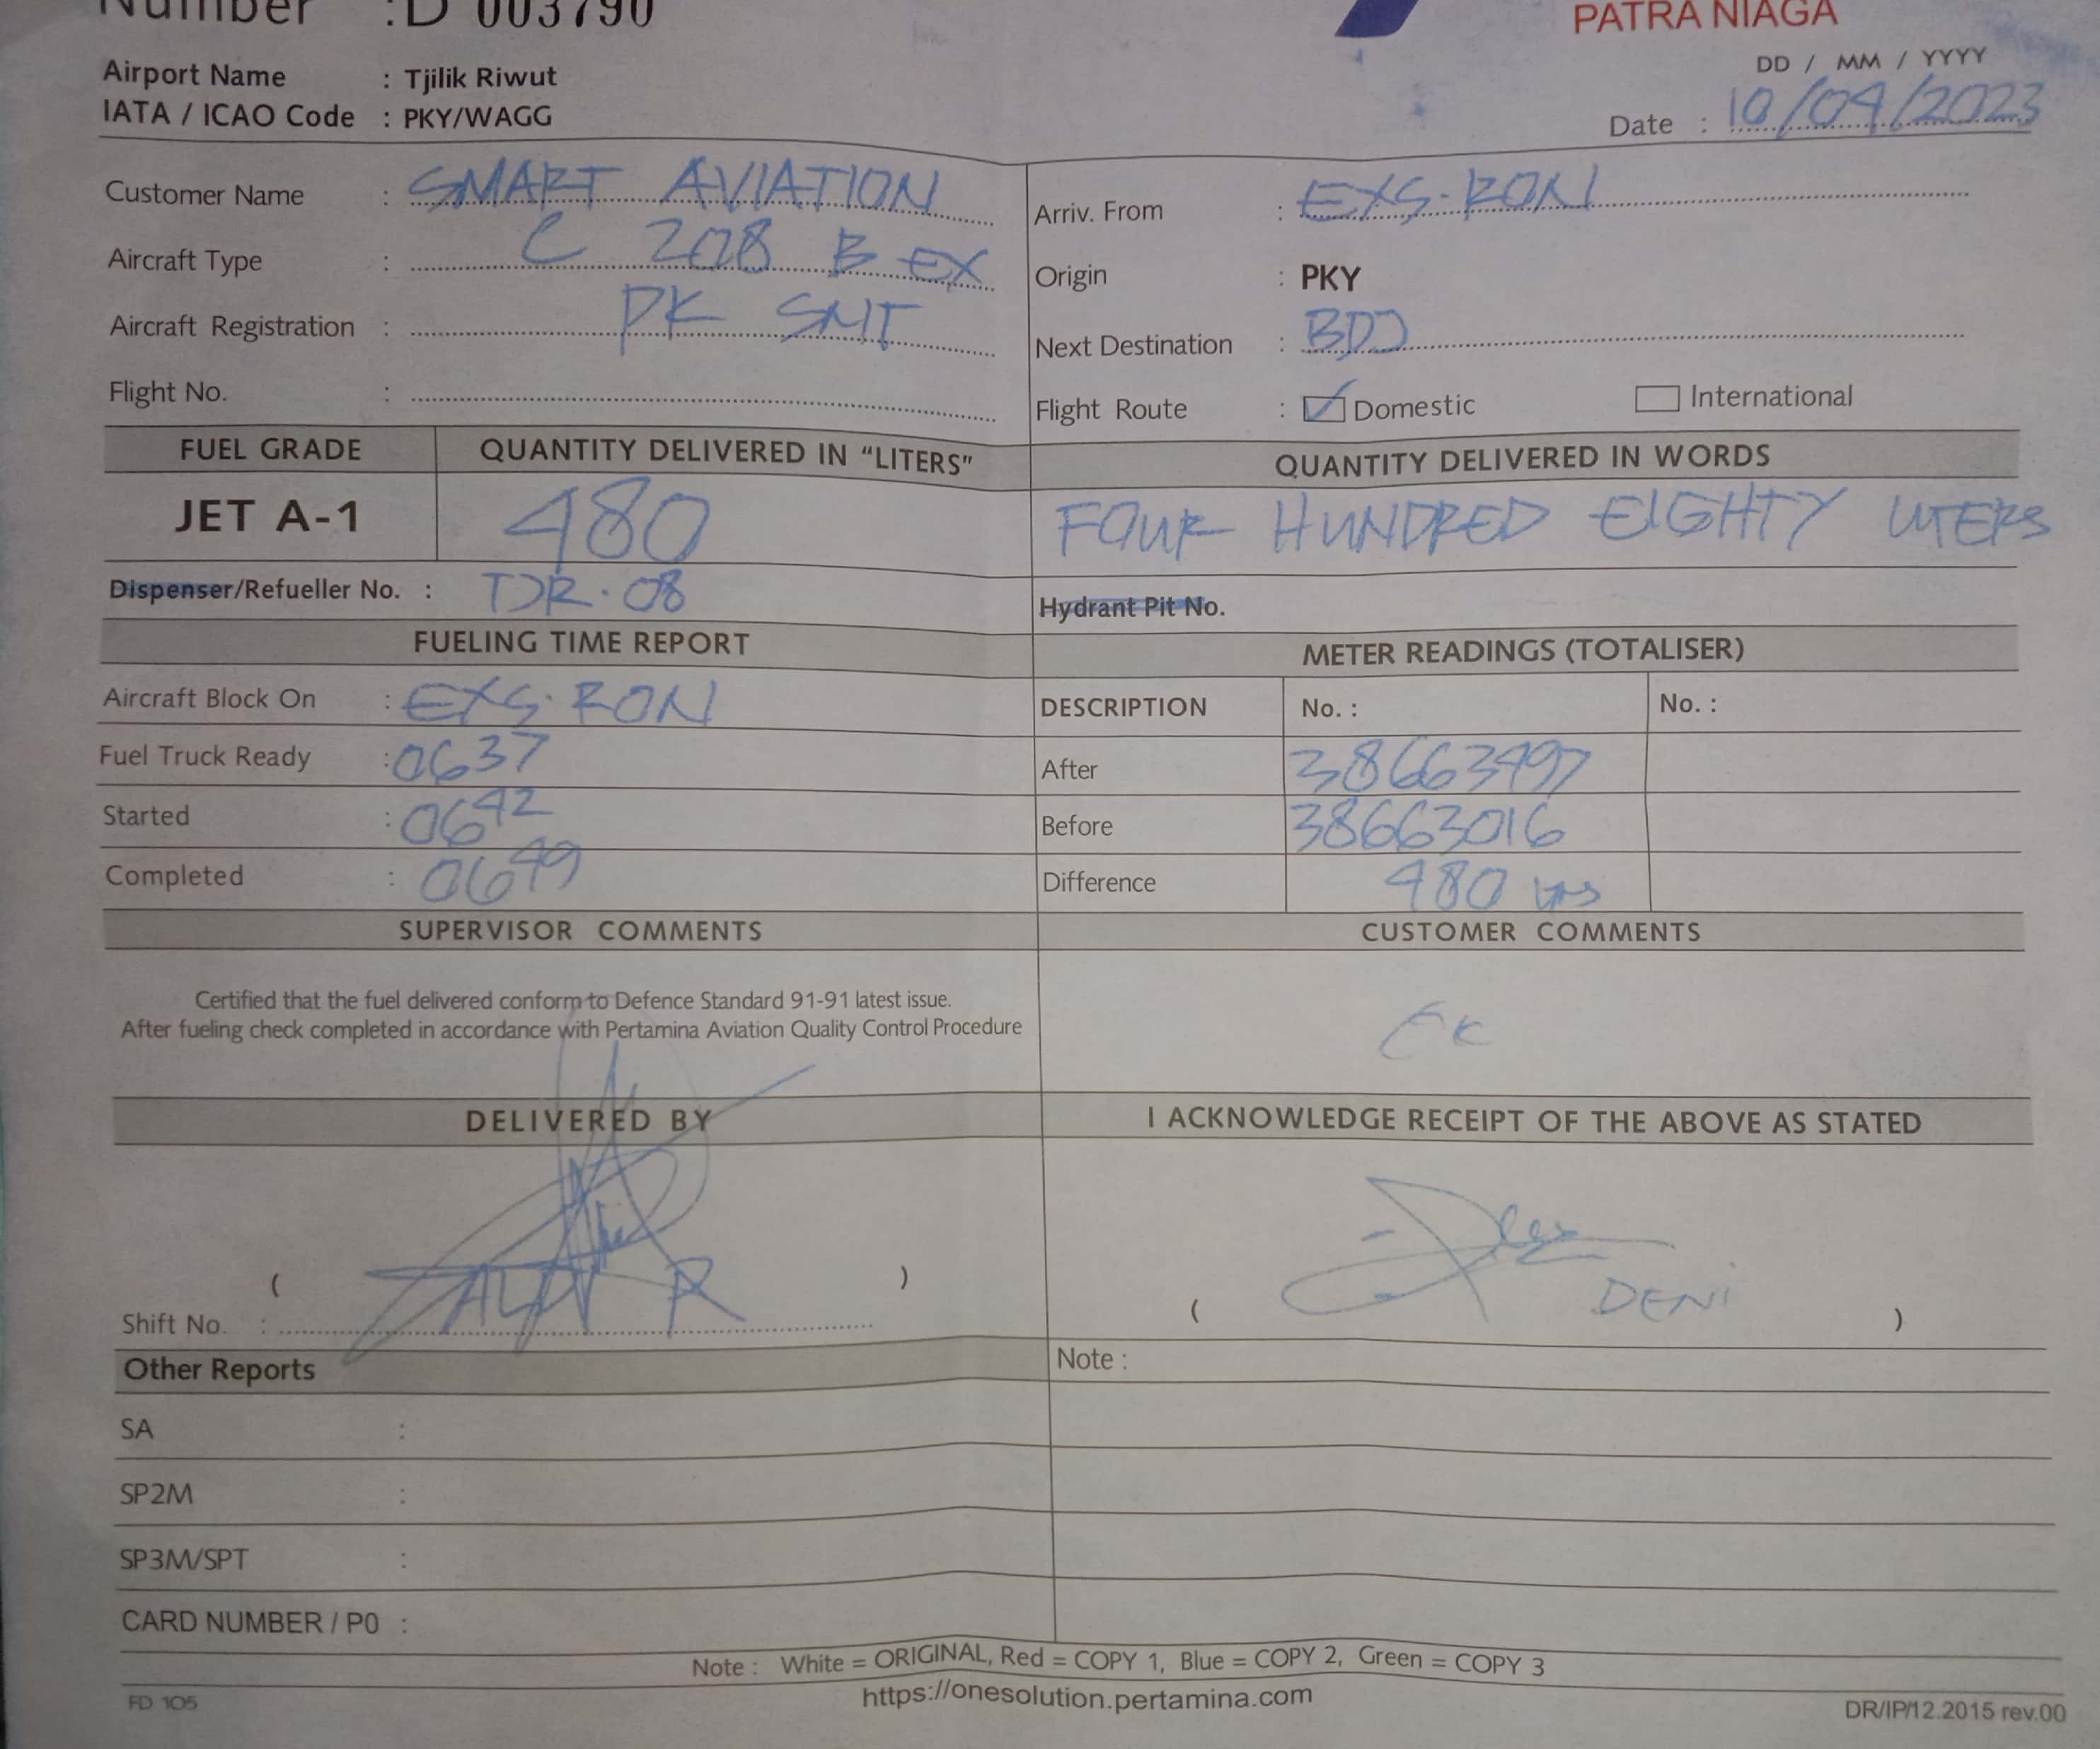 Number : D 003790
PATRA NIAGA
Airport Name : Tjilik Riwut
IATA / ICAO Code : PKY/WAGG
DD / MM / YYYY
Date : 10/04/2023
Customer Name : SMART AVIATION
Aircraft Type : C 208 B EX
Aircraft Registration : PK SNT
Flight No. :
Arriv. From : EXS. RON
Origin : PKY
Next Destination : BDJ
Flight Route : Domestic International
FUEL GRADE QUANTITY DELIVERED IN "LITERS" QUANTITY DELIVERED IN WORDS
JET A-1 480 FOUR HUNDRED EIGHTY LITERS
Dispenser/Refueller No. : TDR. 08 Hydrant Pit No.
FUELING TIME REPORT METER READINGS (TOTALISER)
Aircraft Block On : EXS. RON DESCRIPTION No. : No. :
Fuel Truck Ready : 0637 After 38663497
Started : 0642 Before 38663016
Completed : 0649 Difference 480 Ltrs
SUPERVISOR COMMENTS CUSTOMER COMMENTS
Certified that the fuel delivered conform to Defence Standard 91-91 latest issue.
After fueling check completed in accordance with Pertamina Aviation Quality Control Procedure
DELIVERED BY I ACKNOWLEDGE RECEIPT OF THE ABOVE AS STATED
( ) ( DENI )
Shift No. :
Other Reports Note :
SA :
SP2M :
SP3M/SPT :
CARD NUMBER / P0 :
Note : White = ORIGINAL, Red = COPY 1, Blue = COPY 2, Green = COPY 3
FD 105 https://onesolution.pertamina.com DR/IP/12.2015 rev.00